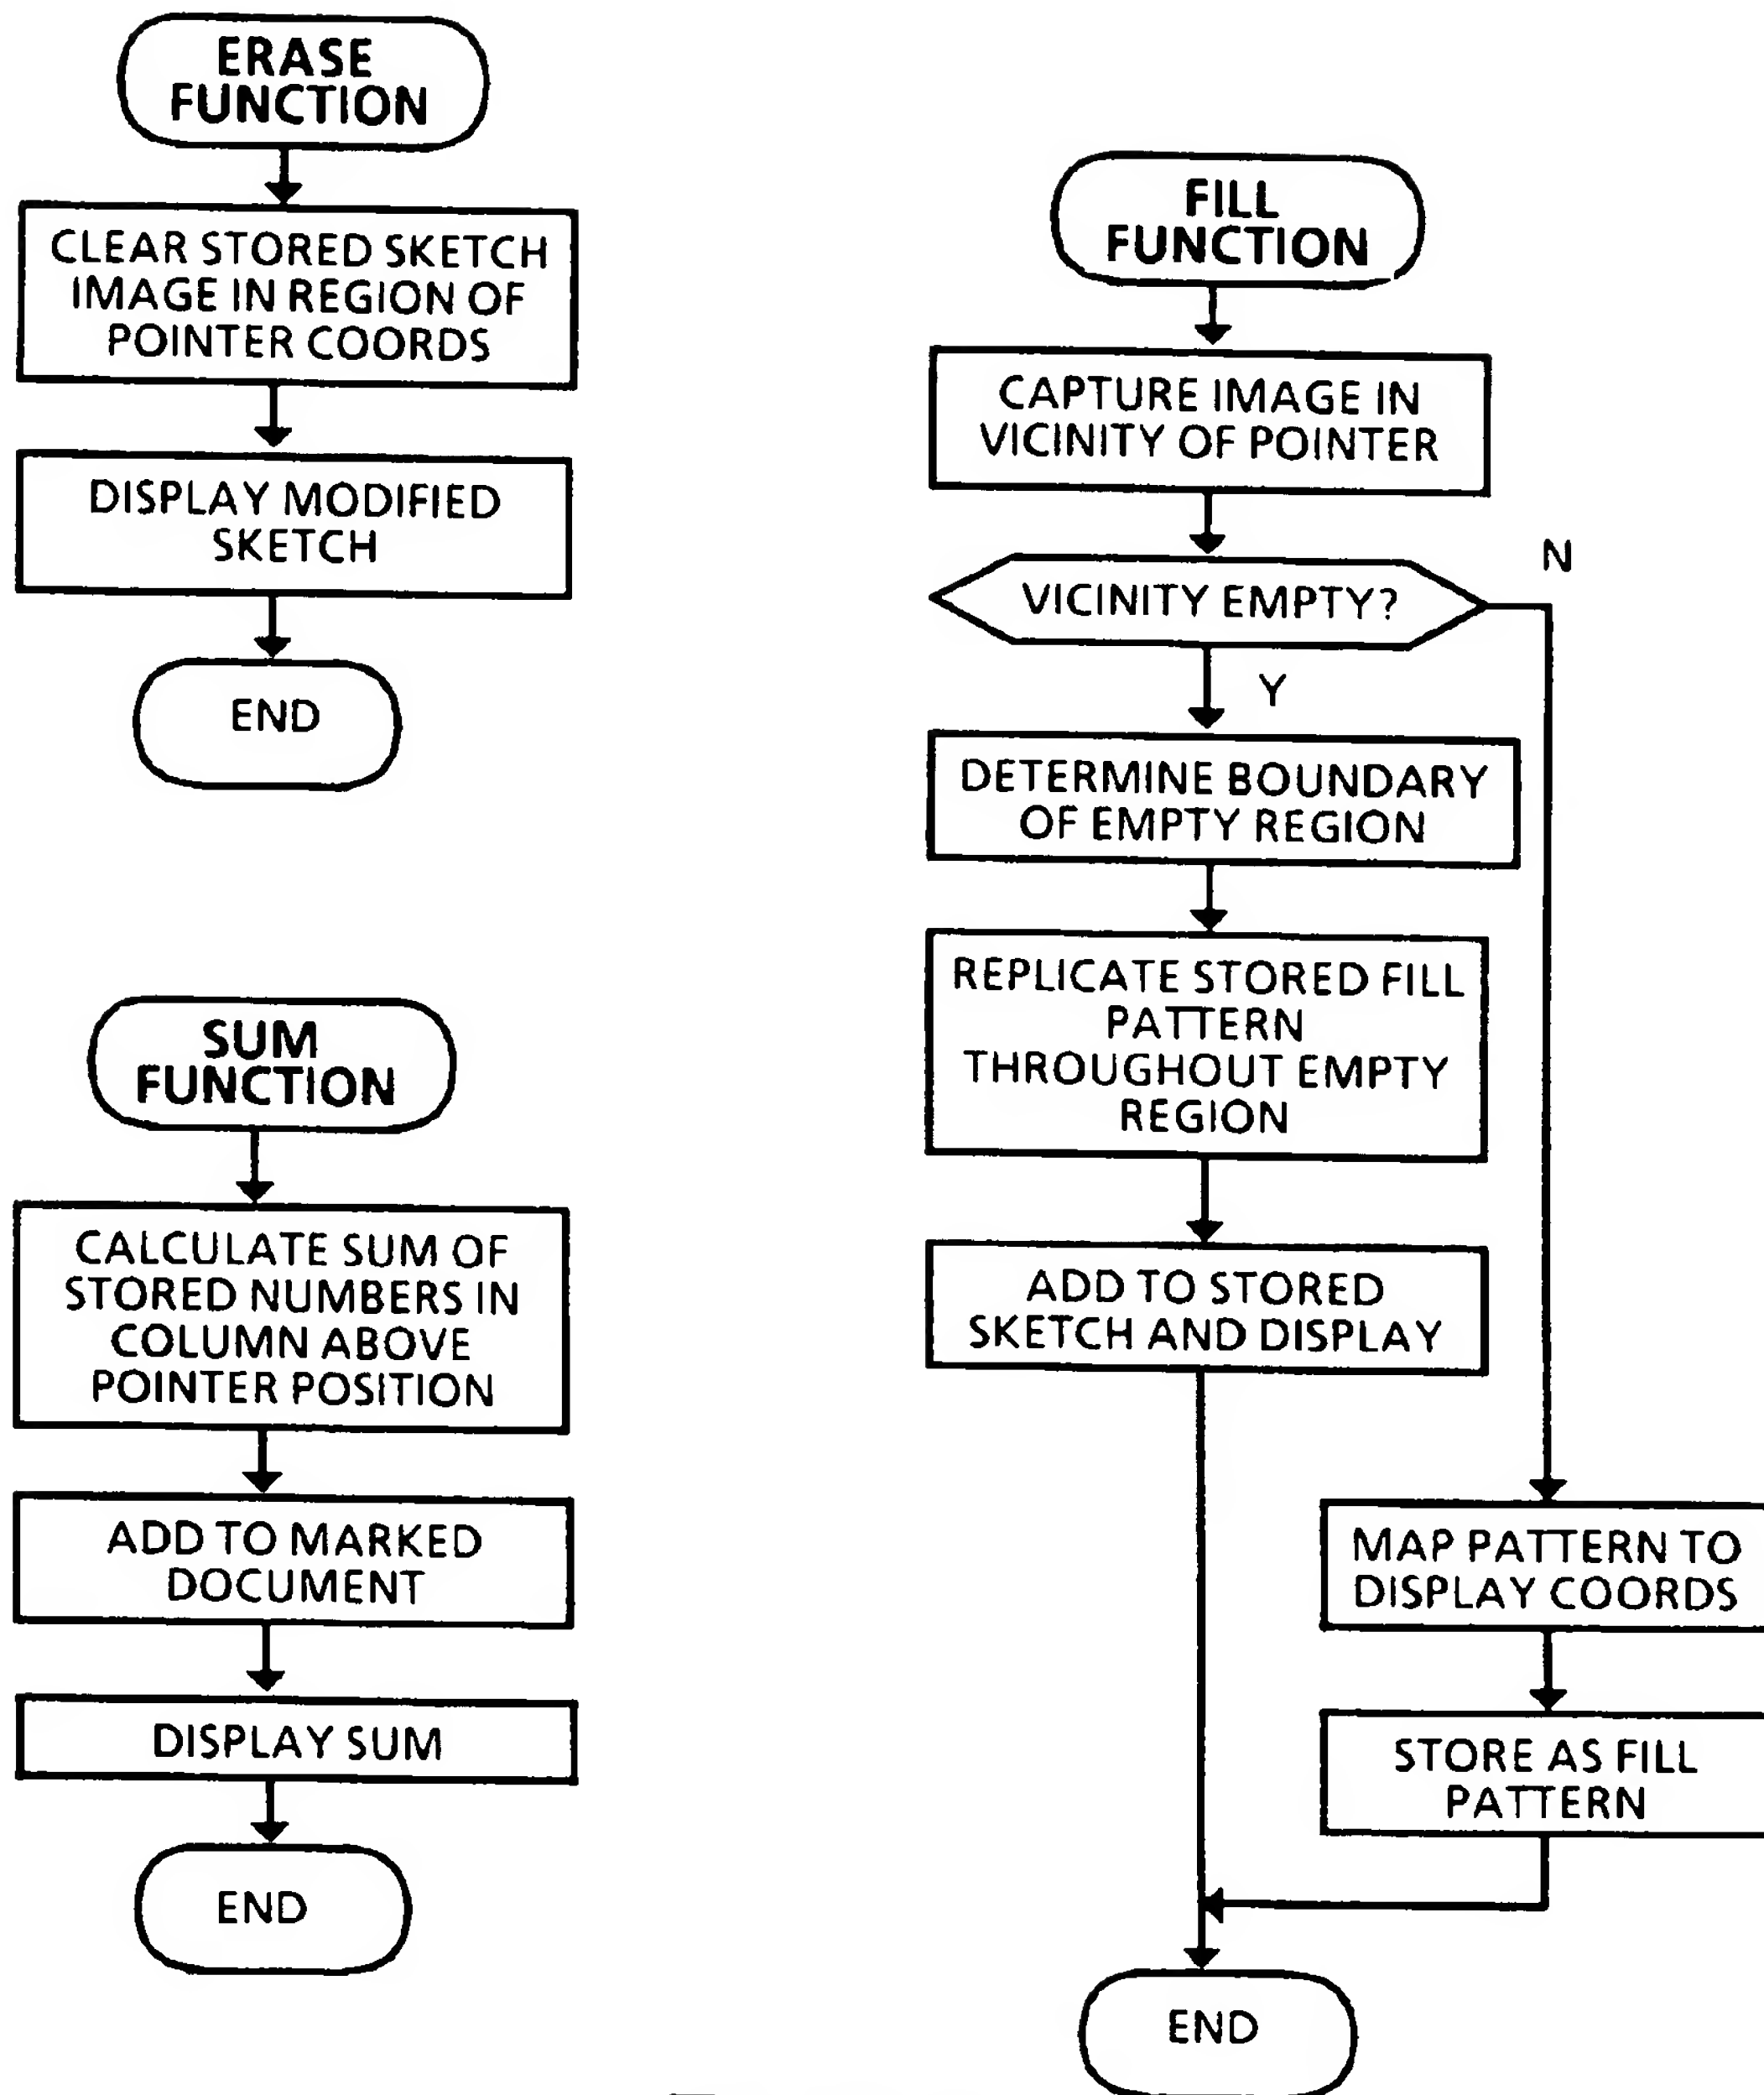 ERASE
FUNCTION
CLEAR STORED SKETCH
IMAGE IN REGION OF
POINTER COORDS
DISPLAY MODIFIED
SKETCH
END
SUM
FUNCTION
CALCULATE SUM OF
STORED NUMBERS IN
COLUMN ABOVE
POINTER POSITION
ADD TO MARKED
DOCUMENT
DISPLAY SUM
END
FILL
FUNCTION
CAPTURE IMAGE IN
VICINITY OF POINTER
VICINITY EMPTY?
N
Y
DETERMINE BOUNDARY
OF EMPTY REGION
REPLICATE STORED FILL
PATTERN
THROUGHOUT EMPTY
REGION
ADD TO STORED
SKETCH AND DISPLAY
MAP PATTERN TO
DISPLAY COORDS
STORE AS FILL
PATTERN
END